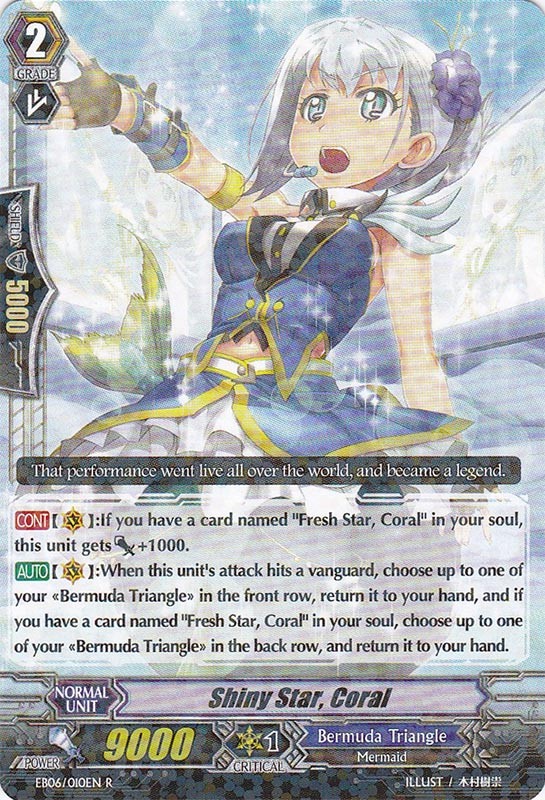 2
GRADE
SHIELD
5000
That performance went live all over the world, and became a legend.
CONT【 】:If you have a card named "Fresh Star, Coral" in your soul,
this unit gets +1000.
AUTO【 】:When this unit's attack hits a vanguard, choose up to one of
your «Bermuda Triangle» in the front row, return it to your hand, and if
you have a card named "Fresh Star, Coral" in your soul, choose up to one
of your «Bermuda Triangle» in the back row, and return it to your hand.
NORMAL
UNIT
Shiny Star, Coral
POWER
9000
1
CRITICAL
Bermuda Triangle
Mermaid
EB06/010EN R
ILLUST / 木村樹崇